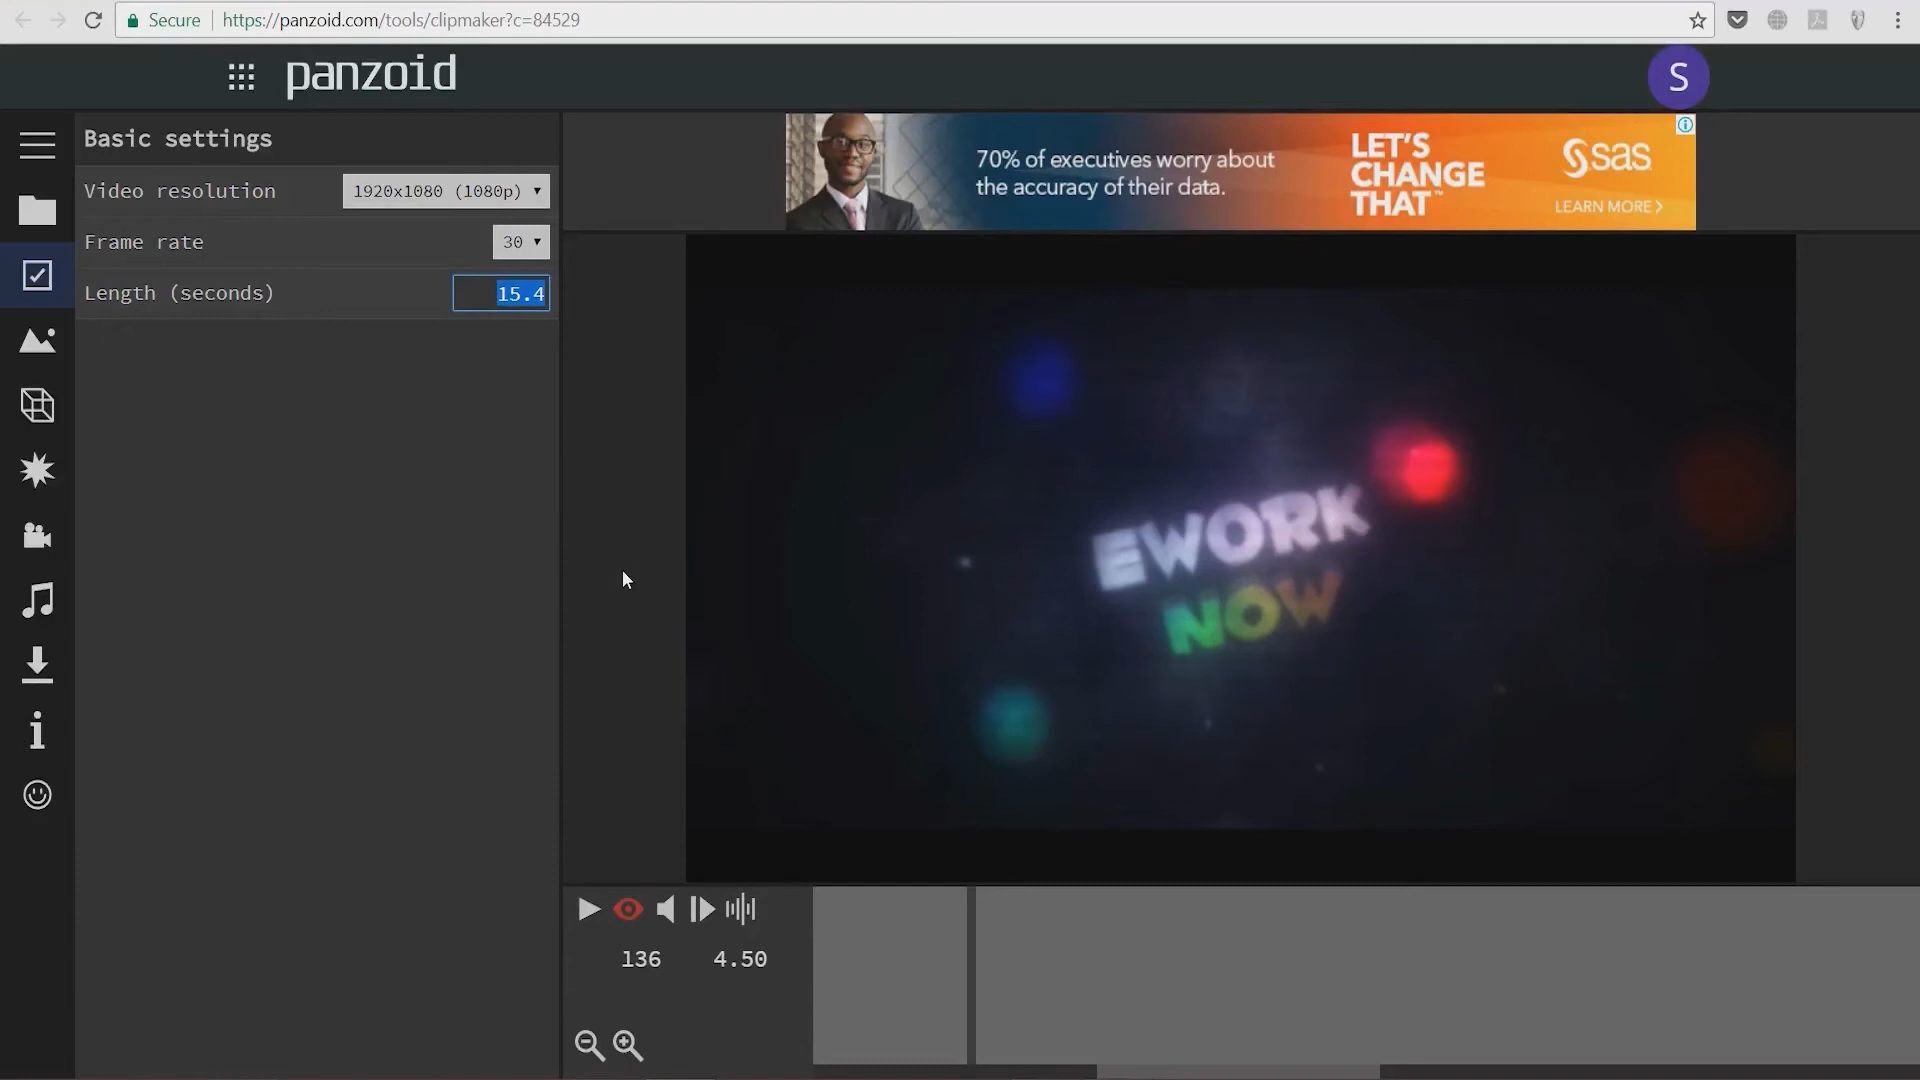 Secure
https://panzoid.com/tools/clipmaker?c=84529
panzoid
S
Basic settings
Video resolution
1920x1080 (1080p)
Frame rate
30
Length (seconds)
15.4
70% of executives worry about
the accuracy of their data.
LET'S
CHANGE
THAT™
sas
LEARN MORE >
EWORK
NOW
136
4.50